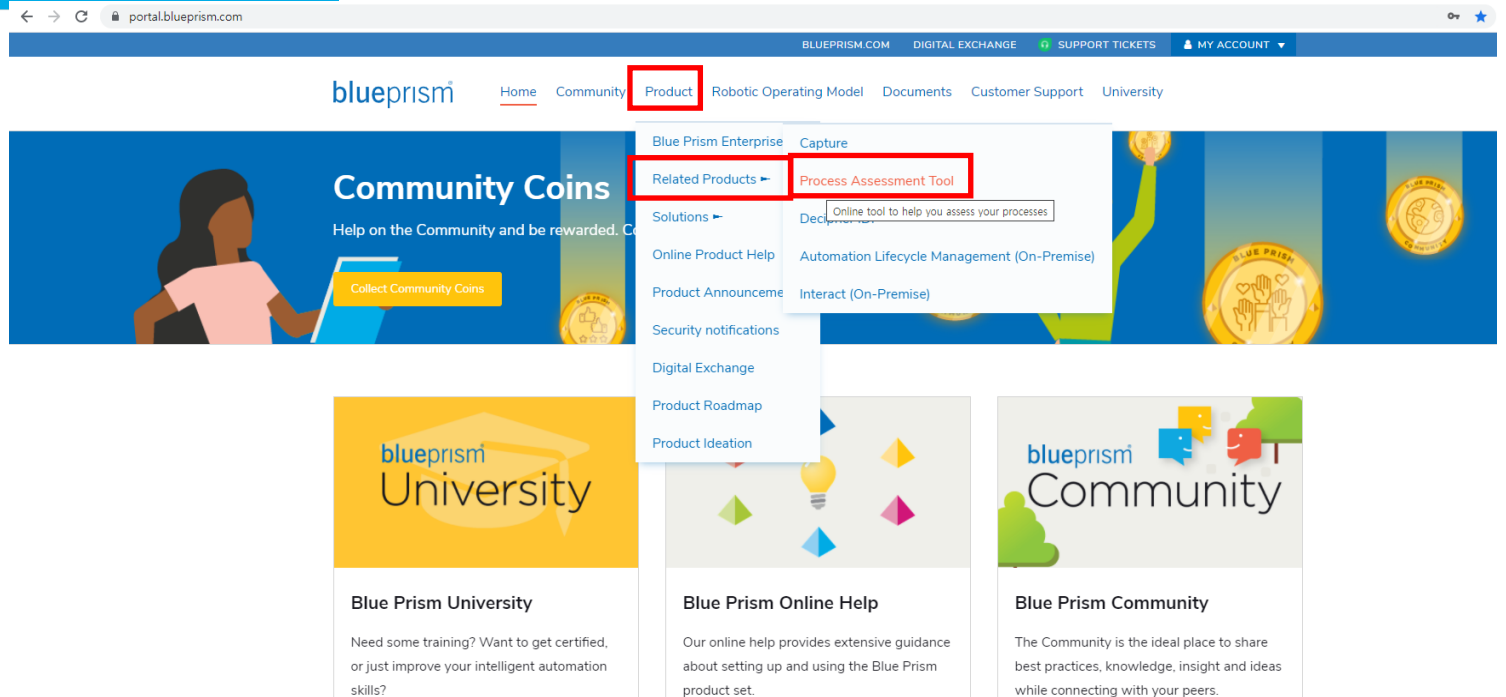 portal.blueprism.com
BLUEPRISM.COM DIGITAL EXCHANGE SUPPORT TICKETS MY ACCOUNT
blueprism Home Community Product Robotic Operating Model Documents Customer Support University
Blue Prism Enterprise
Related Products
Solutions
Online Product Help
Product Announceme
Security notifications
Digital Exchange
Product Roadmap
Product Ideation
Capture
Process Assessment Tool
Online tool to help you assess your processes
Automation Lifecycle Management (On-Premise)
Interact (On-Premise)
Community Coins
Help on the Community and be rewarded. Co
Collect Community Coins
BLUE PRISM
COMMUNITY
BLUE PRISM
blueprism
University
blueprism
Community
Blue Prism University
Need some training? Want to get certified,
or just improve your intelligent automation
skills?
Blue Prism Online Help
Our online help provides extensive guidance
about setting up and using the Blue Prism
product set.
Blue Prism Community
The Community is the ideal place to share
best practices, knowledge, insight and ideas
while connecting with your peers.